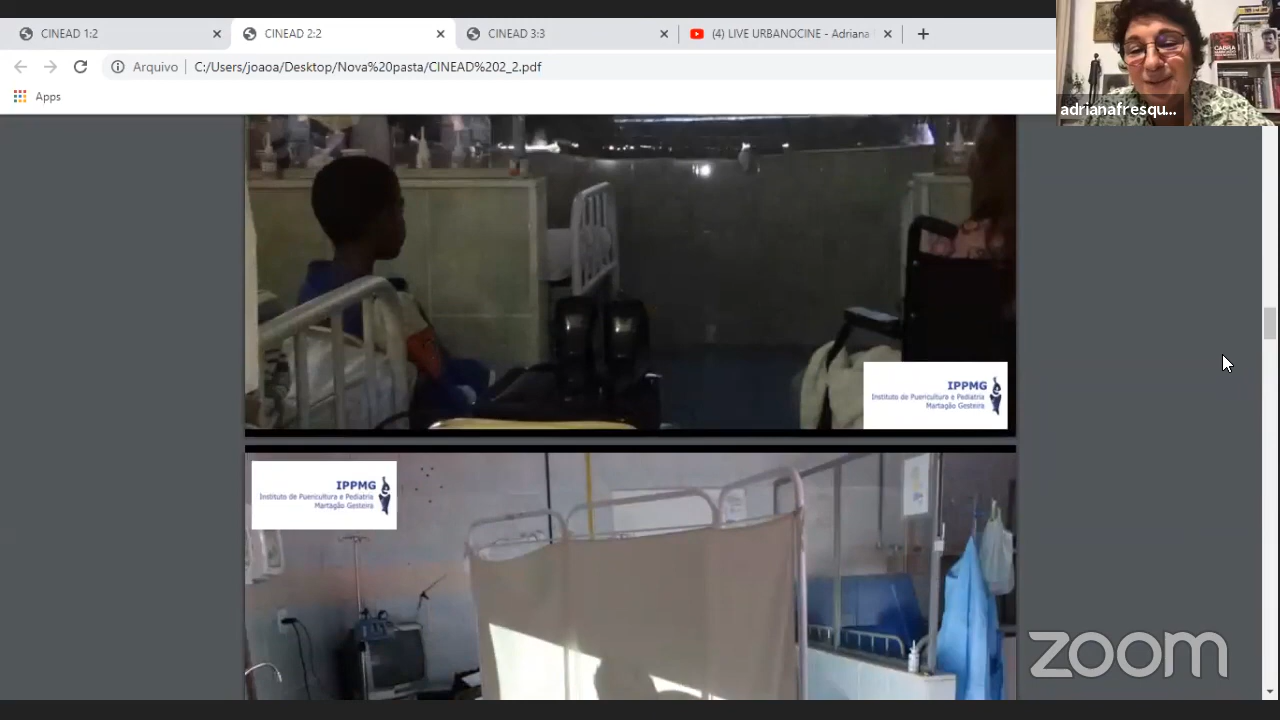 CINEAD 1:2
CINEAD 2:2
CINEAD 3:3
(4) LIVE URBANOCINE - Adriana
Arquivo
C:/Users/joaoa/Desktop/Nova%20pasta/CINEAD%202_2.pdf
Apps
adrianafresqu...
IPPMG
Instituto de Puericultura e Pediatria
Martagão Gesteira
IPPMG
Instituto de Puericultura e Pediatria
Martagão Gesteira
zoom